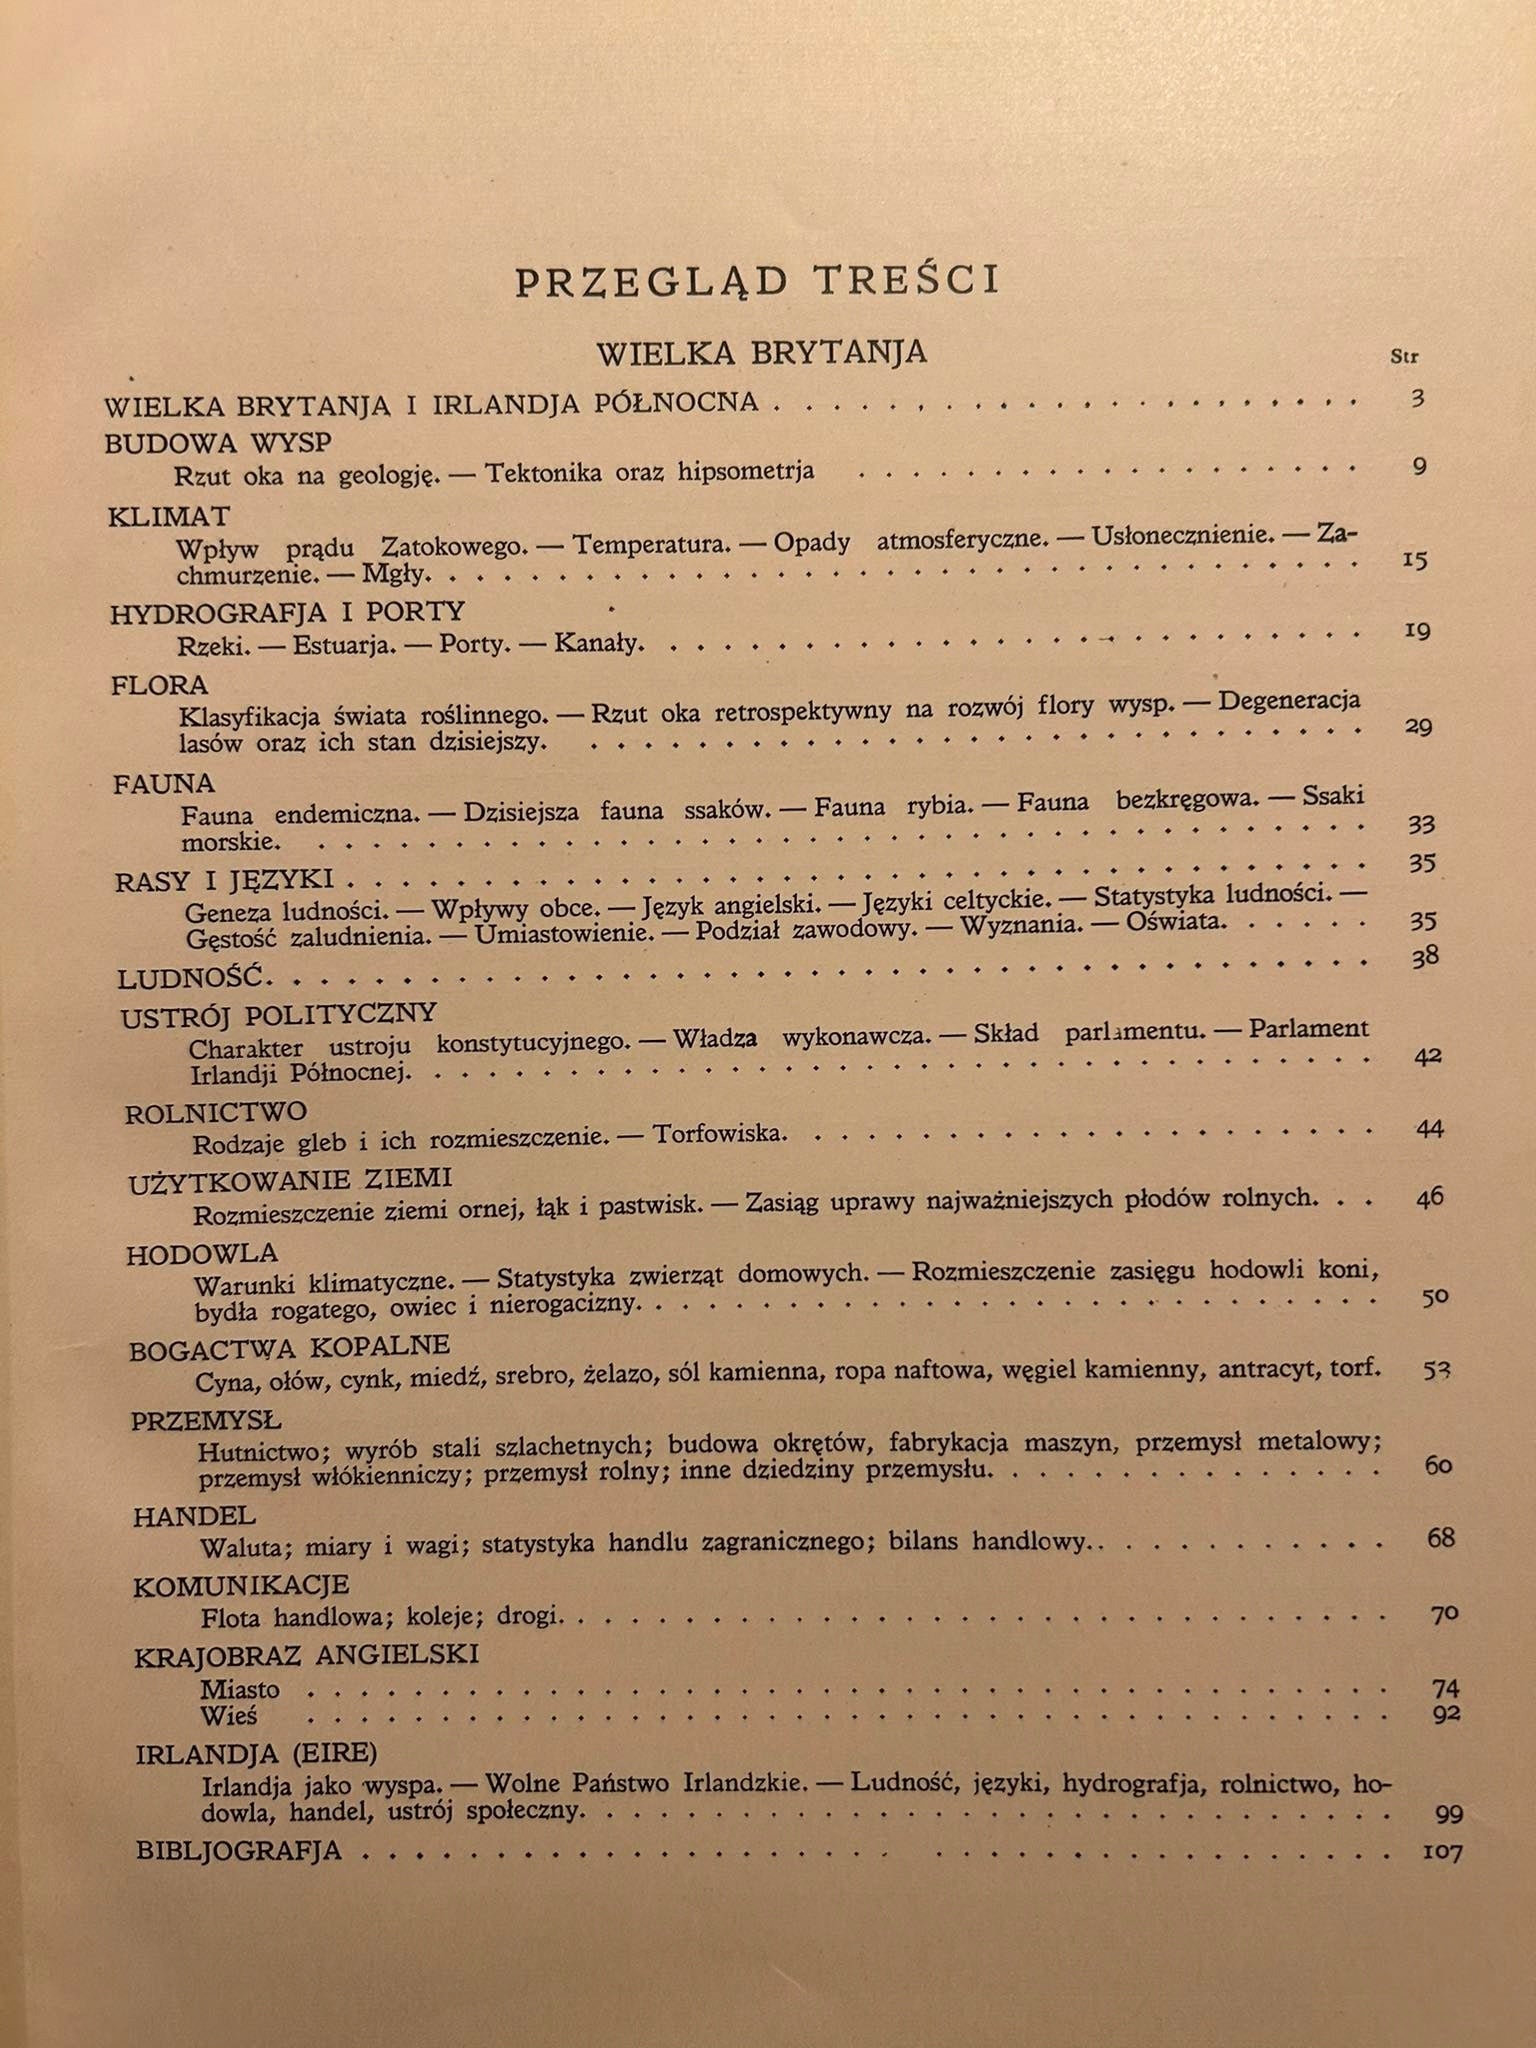 PRZEGLĄD TREŚCI
WIELKA BRYTANJA
Str
WIELKA BRYTANJA I IRLANDJA PÓŁNOCNA . . . . . . . . . . . . . . . . . . . . . . 3
BUDOWA WYSP
Rzut oka na geologję. — Tektonika oraz hipsometrja . . . . . . . . . . . . . . . . . . . 9
KLIMAT
Wpływ prądu Zatokowego. — Temperatura. — Opady atmosferyczne. — Usłonecznienie. — Za-
chmurzenie. — Mgły. . . . . . . . . . . . . . . . . . . . . . . . . . . . . . . . . . . 15
HYDROGRAFJA I PORTY
Rzeki. — Estuarja. — Porty. — Kanały. . . . . . . . . . . . . . . . . . . . . . . . . . . 19
FLORA
Klasyfikacja świata roślinnego. — Rzut oka retrospektywny na rozwój flory wysp. — Degeneracja
lasów oraz ich stan dzisiejszy. . . . . . . . . . . . . . . . . . . . . . . . . . . . . . 29
FAUNA
Fauna endemiczna. — Dzisiejsza fauna ssaków. — Fauna rybia. — Fauna bezkręgowa. — Ssaki
morskie. . . . . . . . . . . . . . . . . . . . . . . . . . . . . . . . . . . . . . . . 33
RASY I JĘZYKI . . . . . . . . . . . . . . . . . . . . . . . . . . . . . . . . . . . . . . 35
Geneza ludności. — Wpływy obce. — Język angielski. — Języki celtyckie. — Statystyka ludności. —
Gęstość zaludnienia. — Umiastowienie. — Podział zawodowy. — Wyznania. — Oświata. . . . . . 35
LUDNOŚĆ. . . . . . . . . . . . . . . . . . . . . . . . . . . . . . . . . . . . . . . . . 38
USTRÓJ POLITYCZNY
Charakter ustroju konstytucyjnego. — Władza wykonawcza. — Skład parlamentu. — Parlament
Irlandji Północnej. . . . . . . . . . . . . . . . . . . . . . . . . . . . . . . . . . . . 42
ROLNICTWO
Rodzaje gleb i ich rozmieszczenie. — Torfowiska. . . . . . . . . . . . . . . . . . . . . . 44
UŻYTKOWANIE ZIEMI
Rozmieszczenie ziemi ornej, łąk i pastwisk. — Zasiąg uprawy najważniejszych płodów rolnych. . . 46
HODOWLA
Warunki klimatyczne. — Statystyka zwierząt domowych. — Rozmieszczenie zasięgu hodowli koni,
bydła rogatego, owiec i nierogacizny. . . . . . . . . . . . . . . . . . . . . . . . . . . . 50
BOGACTWA KOPALNE
Cyna, ołów, cynk, miedź, srebro, żelazo, sól kamienna, ropa naftowa, węgiel kamienny, antracyt, torf. 53
PRZEMYSŁ
Hutnictwo; wyrób stali szlachetnych; budowa okrętów, fabrykacja maszyn, przemysł metalowy;
przemysł włókienniczy; przemysł rolny; inne dziedziny przemysłu. . . . . . . . . . . . . . . 60
HANDEL
Waluta; miary i wagi; statystyka handlu zagranicznego; bilans handlowy.. . . . . . . . . . . 68
KOMUNIKACJE
Flota handlowa; koleje; drogi. . . . . . . . . . . . . . . . . . . . . . . . . . . . . . . 70
KRAJOBRAZ ANGIELSKI
Miasto . . . . . . . . . . . . . . . . . . . . . . . . . . . . . . . . . . . . . . . . 74
Wieś . . . . . . . . . . . . . . . . . . . . . . . . . . . . . . . . . . . . . . . . 92
IRLANDJA (EIRE)
Irlandja jako wyspa. — Wolne Państwo Irlandzkie. — Ludność, języki, hydrografja, rolnictwo, ho-
dowla, handel, ustrój społeczny. . . . . . . . . . . . . . . . . . . . . . . . . . . . . . 99
BIBLJOGRAFJA . . . . . . . . . . . . . . . . . . . . . . . . . . . . . . . . . . . . . . 107